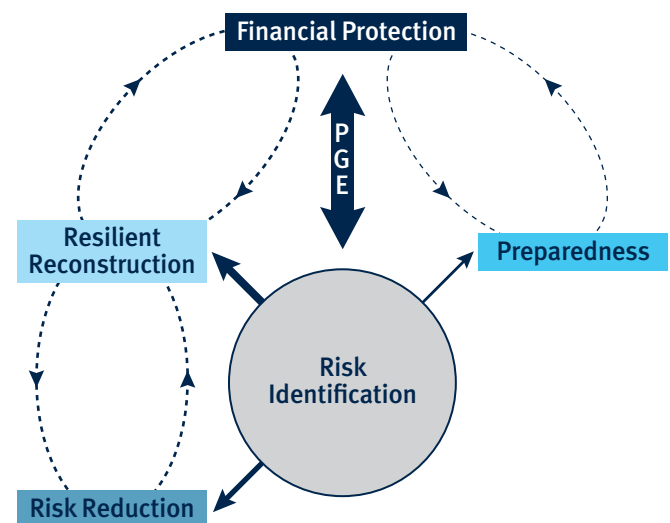 Financial Protection
P
G
E
Resilient
Reconstruction
Preparedness
Risk
Identification
Risk Reduction